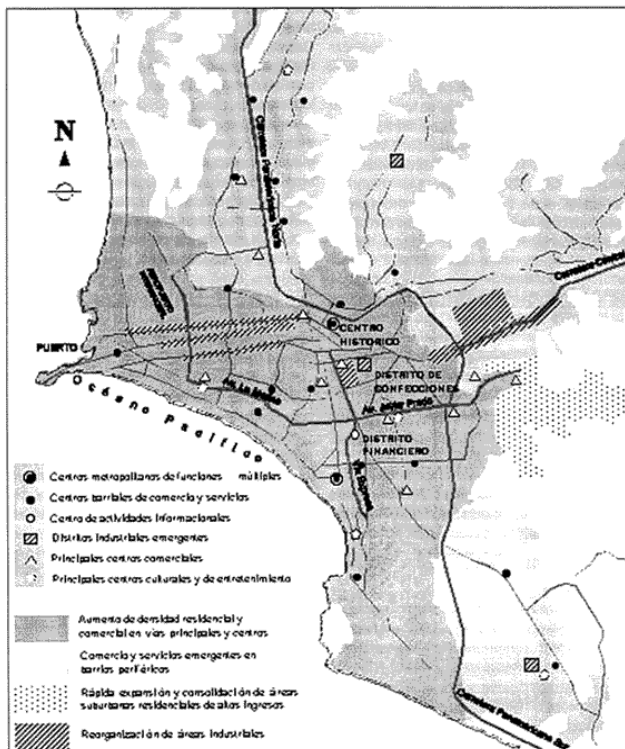 N
Carretera Panamericana Norte
Carretera Central
PUERTO
CENTRO
HISTORICO
DISTRITO DE
CONFECCIONES
Av. La Marina
Av. Javier Prado
DISTRITO
FINANCIERO
Vía Expresa
Océano Pacífico
Carretera Panamericana Sur
Centros metropolitanos de funciones múltiples
Centros barriales de comercio y servicios
Centro de actividades informacionales
Distritos industriales emergentes
Principales centros comerciales
Principales centros culturales y de entretenimiento
Aumento de densidad residencial y
comercial en vías principales y centros
Comercio y servicios emergentes en
barrios periféricos
Rápida expansión y consolidación de áreas
suburbanas residenciales de altos ingresos
Reorganización de áreas industriales